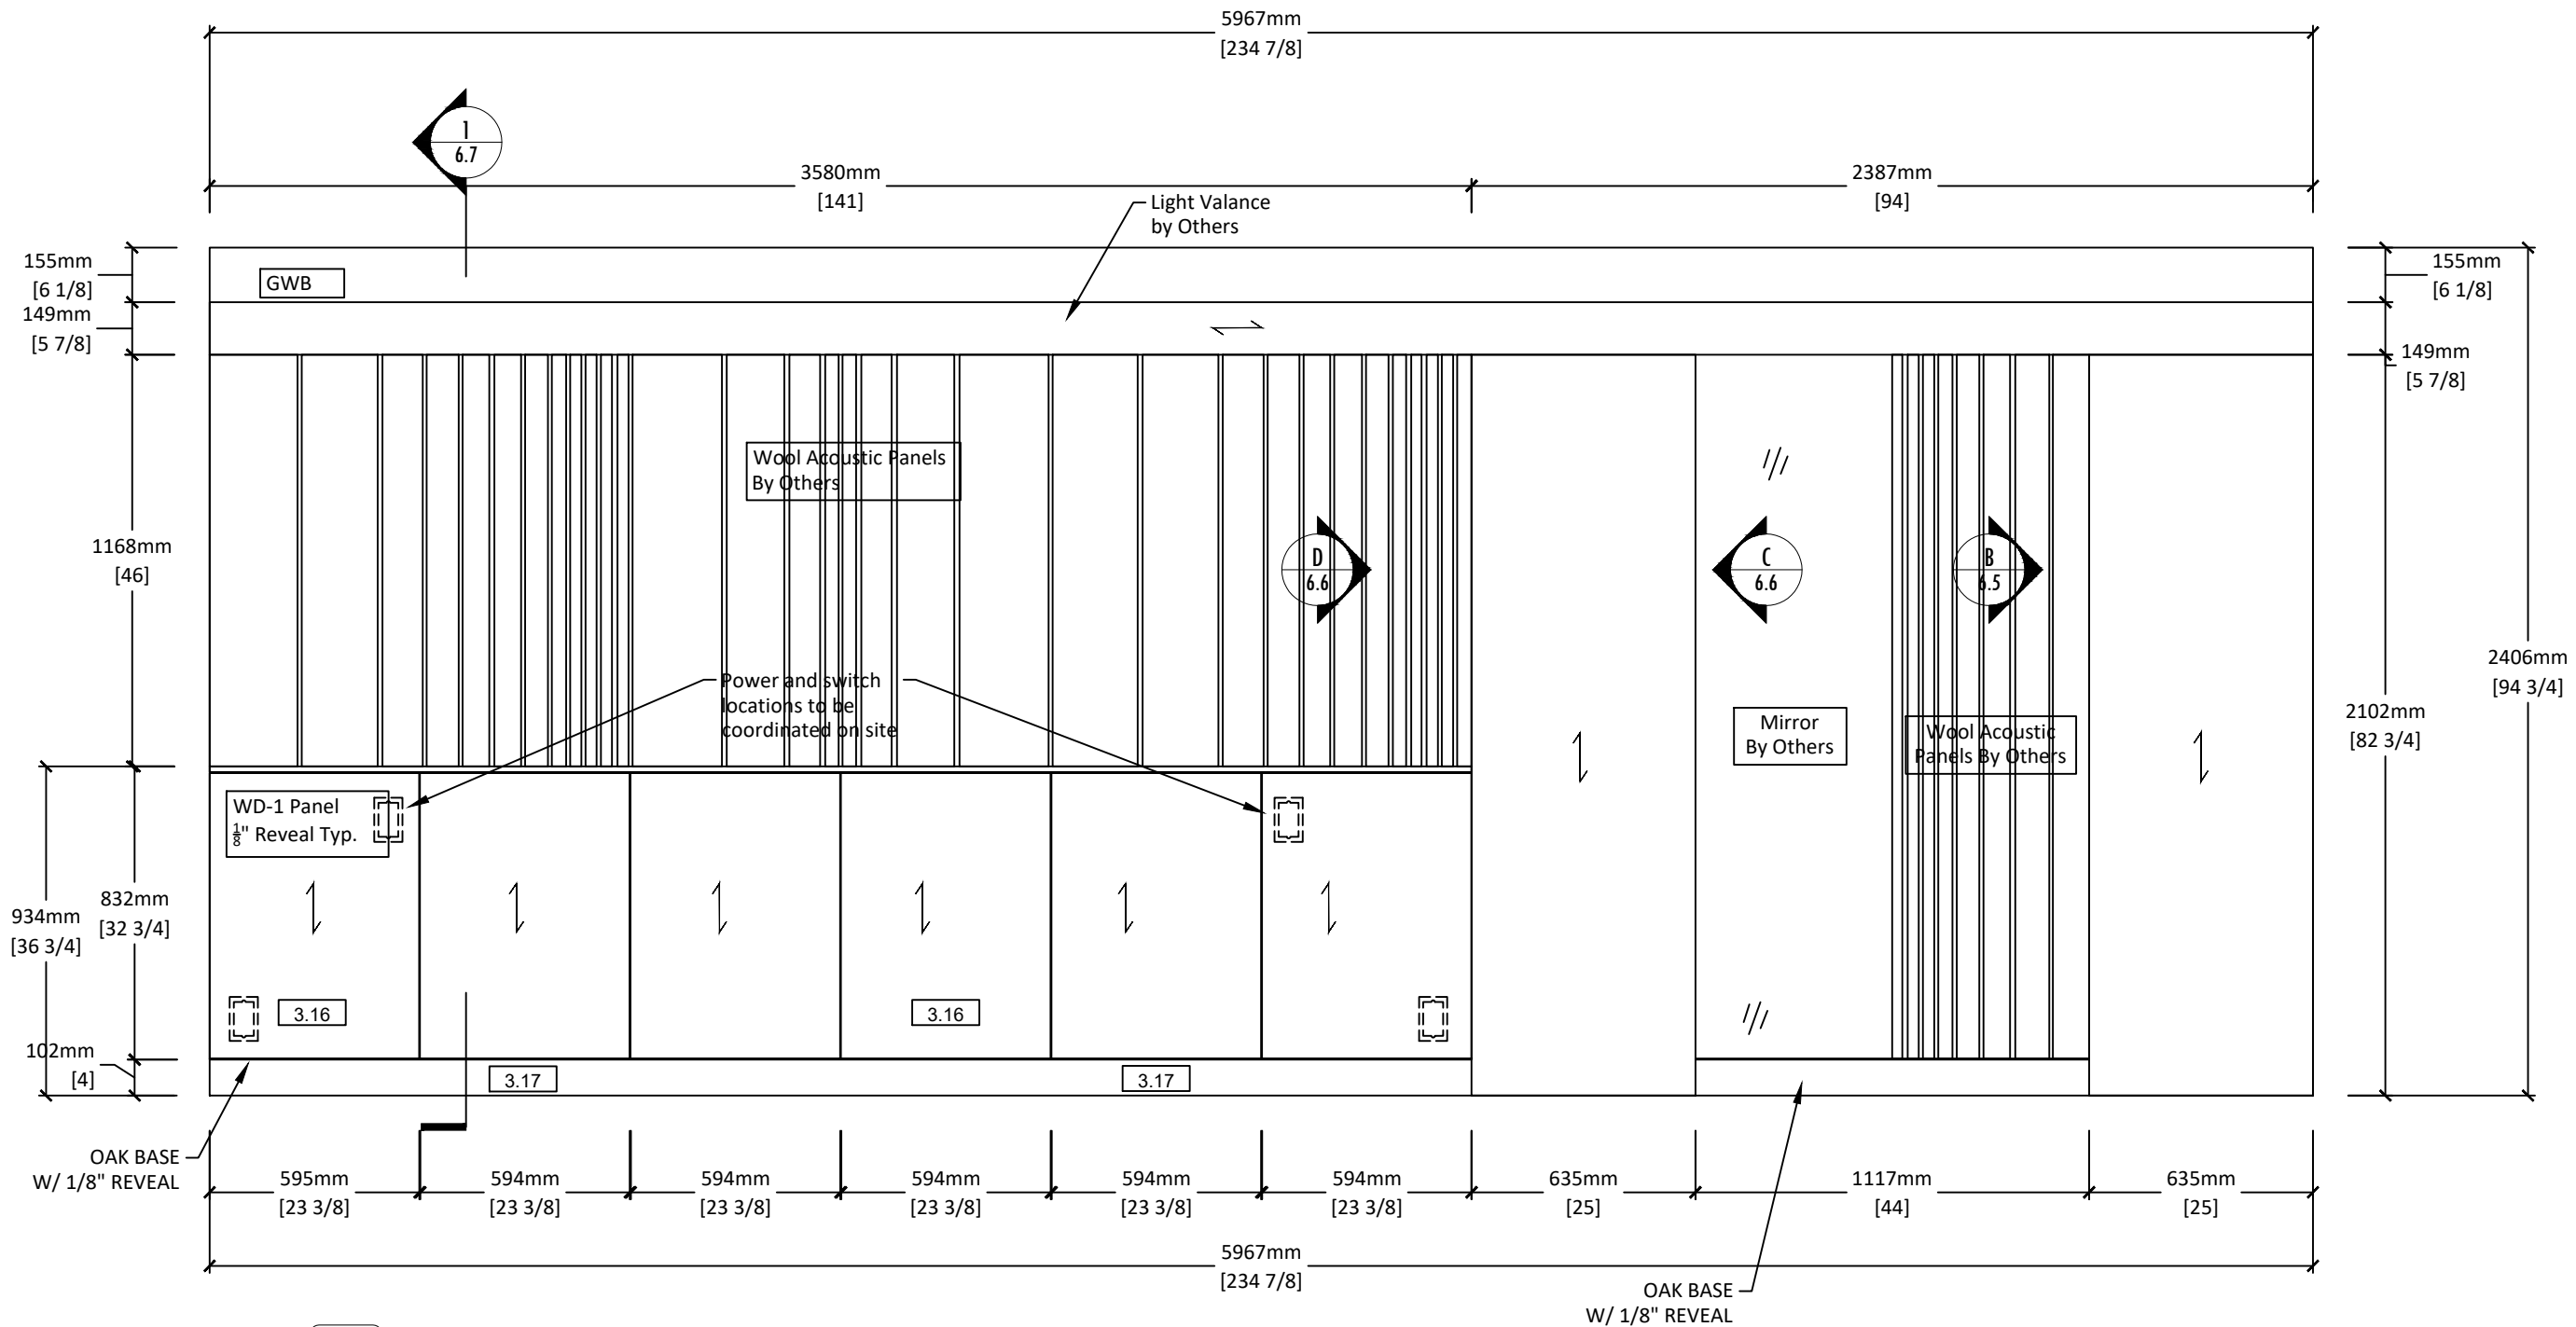 5967mm
[234 7/8]
1
6.7
3580mm
[141]
2387mm
[94]
Light Valance
by Others
155mm
[6 1/8]
GWB
155mm
[6 1/8]
149mm
[5 7/8]
149mm
[5 7/8]
Wool Acoustic Panels
By Others
1168mm
[46]
D
6.6
C
6.6
B
6.5
2406mm
[94 3/4]
Power and switch
locations to be
coordinated on site
2102mm
[82 3/4]
Mirror
By Others
Wool Acoustic
Panels By Others
WD-1 Panel
1/8" Reveal Typ.
934mm
[36 3/4]
832mm
[32 3/4]
3.16
3.16
102mm
[4]
3.17
3.17
OAK BASE
W/ 1/8" REVEAL
595mm
[23 3/8]
594mm
[23 3/8]
594mm
[23 3/8]
594mm
[23 3/8]
594mm
[23 3/8]
594mm
[23 3/8]
635mm
[25]
1117mm
[44]
635mm
[25]
5967mm
[234 7/8]
OAK BASE
W/ 1/8" REVEAL